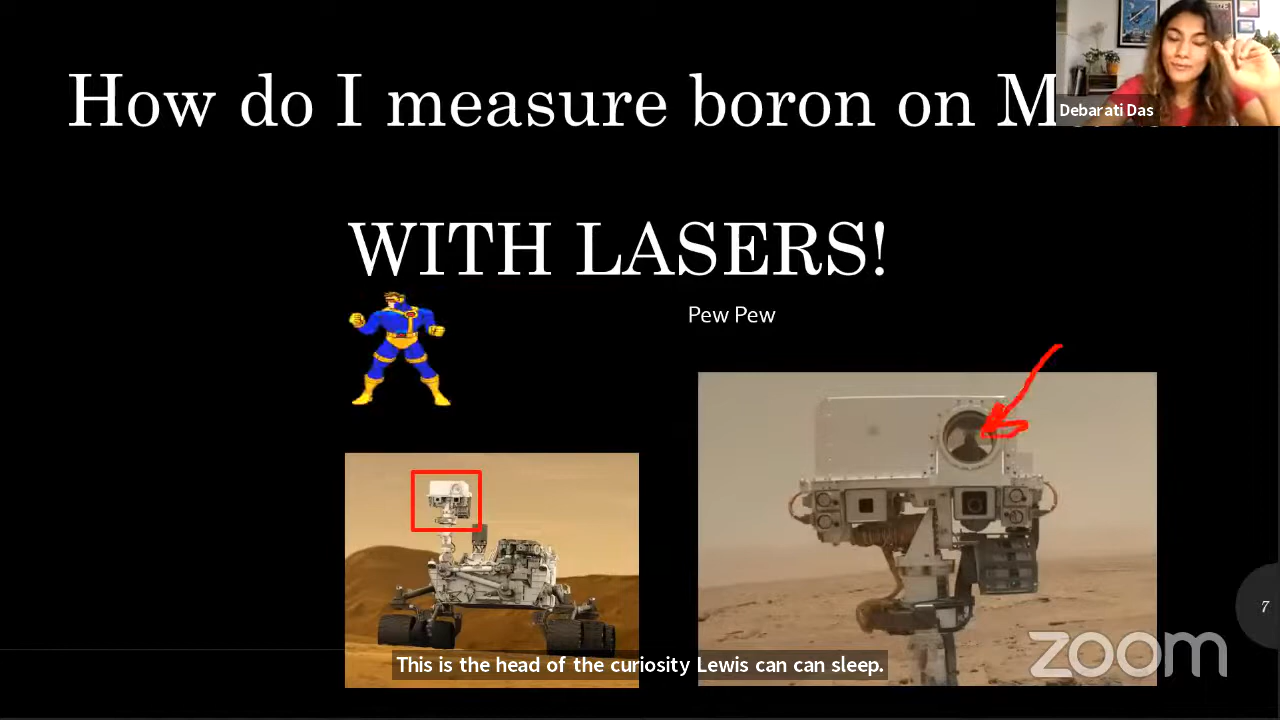 How do I measure boron on M
Debarati Das
WITH LASERS!
Pew Pew
7
This is the head of the curiosity Lewis can can sleep.
zoom